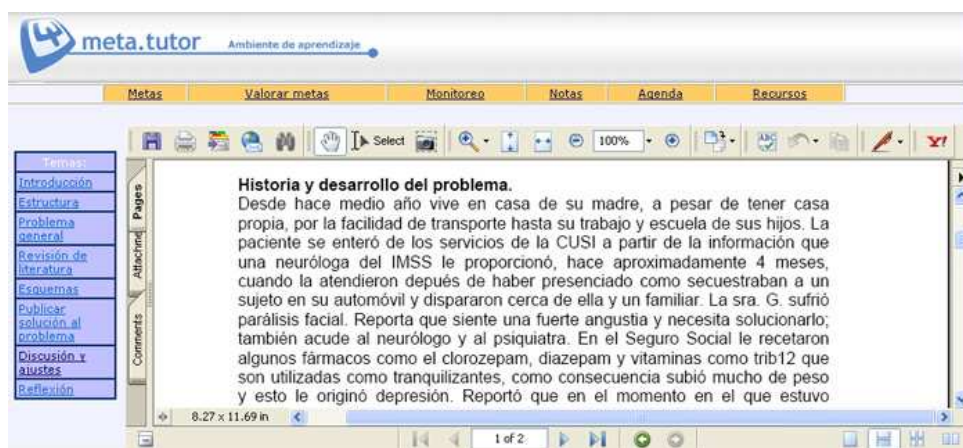 meta.tutor Ambiente de aprendizaje
Metas Valorar metas Monitoreo Notas Agenda Recursos
Select 100%
Temas:
Introducción
Estructura
Problema
general
Revisión de
literatura
Esquemas
Publicar
solución al
problema
Discusión y
ajustes
Reflexión
Pages
Attachme
Comments
Historia y desarrollo del problema.
Desde hace medio año vive en casa de su madre, a pesar de tener casa
propia, por la facilidad de transporte hasta su trabajo y escuela de sus hijos. La
paciente se enteró de los servicios de la CUSI a partir de la información que
una neuróloga del IMSS le proporcionó, hace aproximadamente 4 meses,
cuando la atendieron depués de haber presenciado como secuestraban a un
sujeto en su automóvil y dispararon cerca de ella y un familiar. La sra. G. sufrió
parálisis facial. Reporta que siente una fuerte angustia y necesita solucionarlo;
también acude al neurólogo y al psiquiatra. En el Seguro Social le recetaron
algunos fármacos como el clorozepam, diazepam y vitaminas como trib12 que
son utilizadas como tranquilizantes, como consecuencia subió mucho de peso
y esto le originó depresión. Reportó que en el momento en el que estuvo
8.27 x 11.69 in
1 of 2